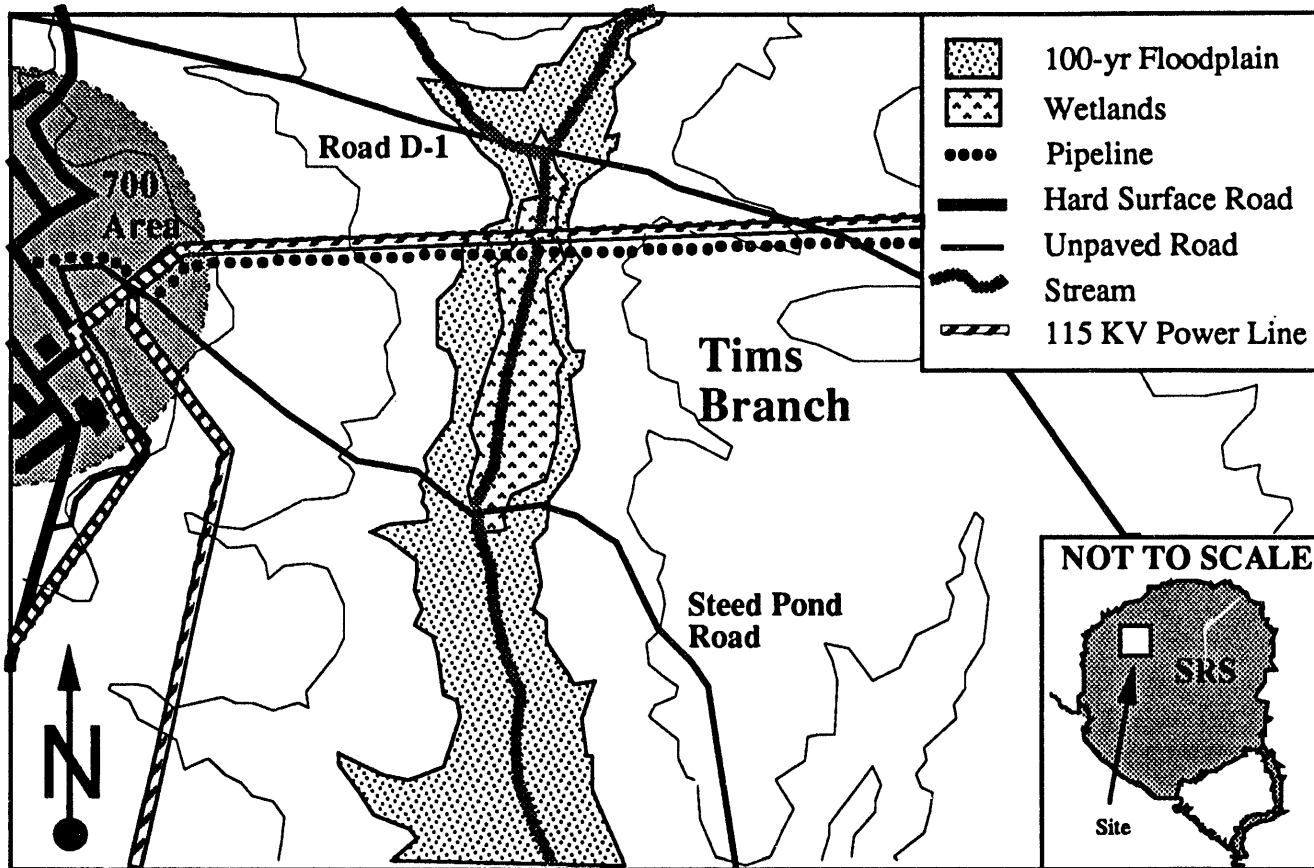 100-yr Floodplain
Wetlands
Pipeline
Hard Surface Road
Unpaved Road
Stream
115 KV Power Line
Road D-1
700
Area
Tims
Branch
Steed Pond
Road
N
NOT TO SCALE
SRS
Site